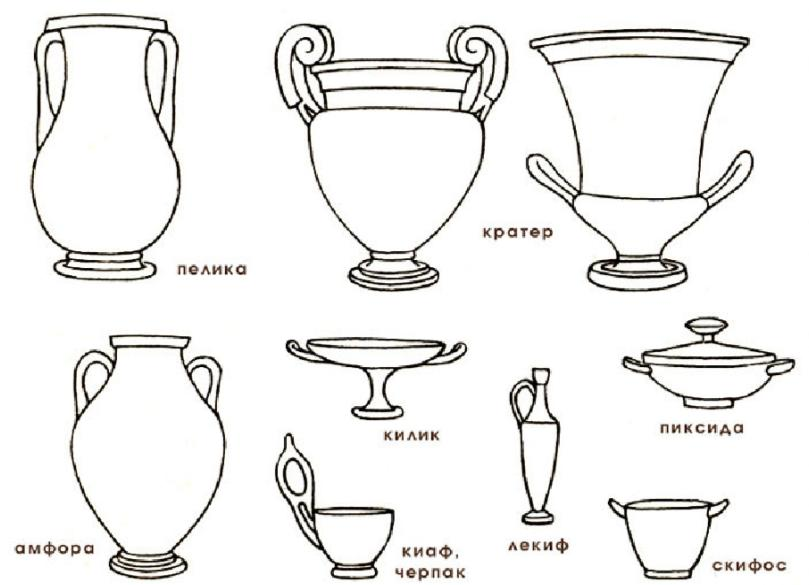 пелика
кратер
килик
пиксида
амфора
киаф,
черпак
лекиф
скифос